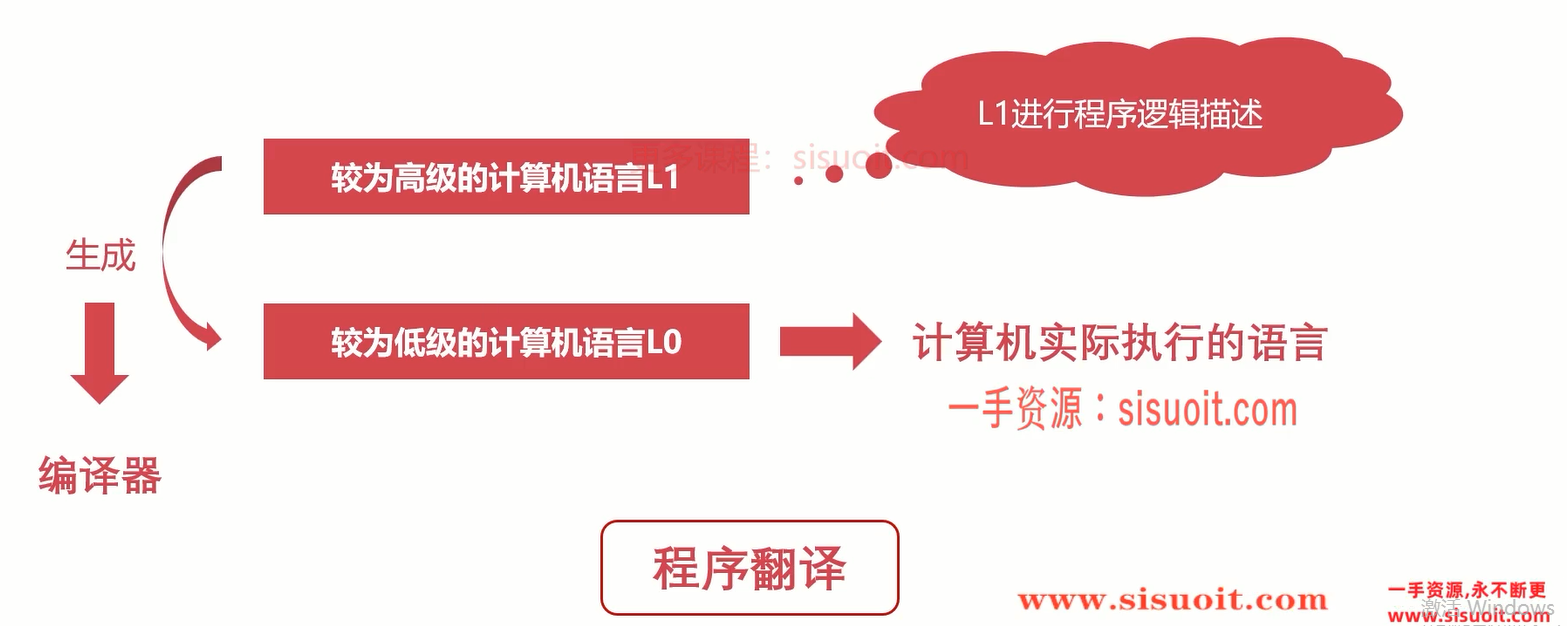 L1进行程序逻辑描述
更多课程：sisuoit.com
较为高级的计算机语言L1
生成
较为低级的计算机语言L0
计算机实际执行的语言
一手资源：sisuoit.com
编译器
程序翻译
www.sisuoit.com
一手资源,永不断更
激活 Windows
www.sisuoit.com